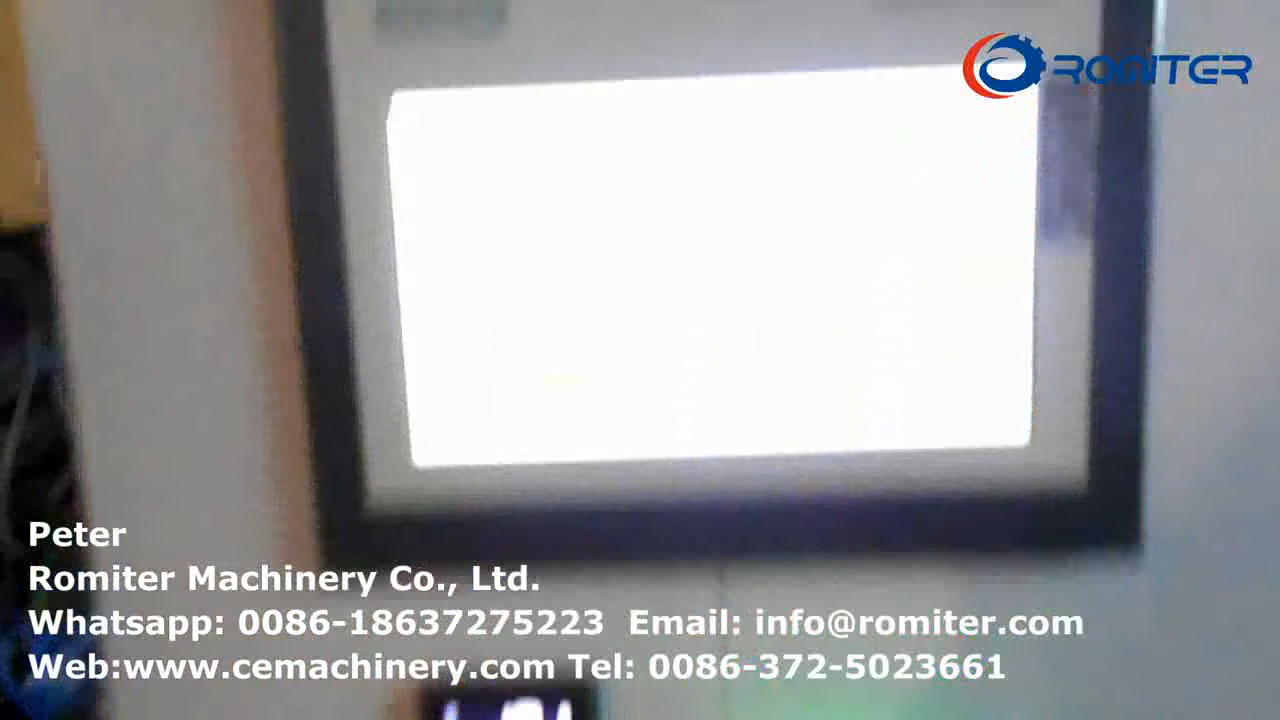 ROMITER
Peter
Romiter Machinery Co., Ltd.
Whatsapp: 0086-18637275223 Email: info@romiter.com
Web:www.cemachinery.com Tel: 0086-372-5023661